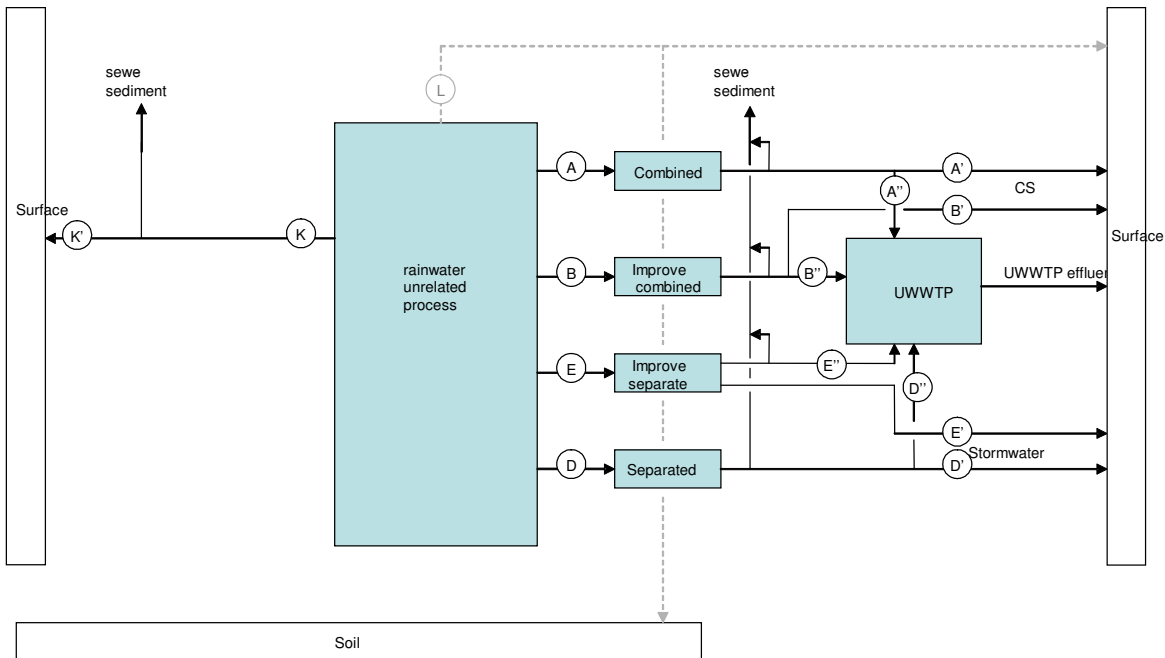 sewe
sediment
L
sewe
sediment
A
Combined
A'
A''
CS
Surface
K'
K
B'
Surface
rainwater
unrelated
process
B
Improve
combined
B''
UWWTP
UWWTP effluer
E
Improve
separate
E''
D''
E'
Stormwater
D
Separated
D'
Soil